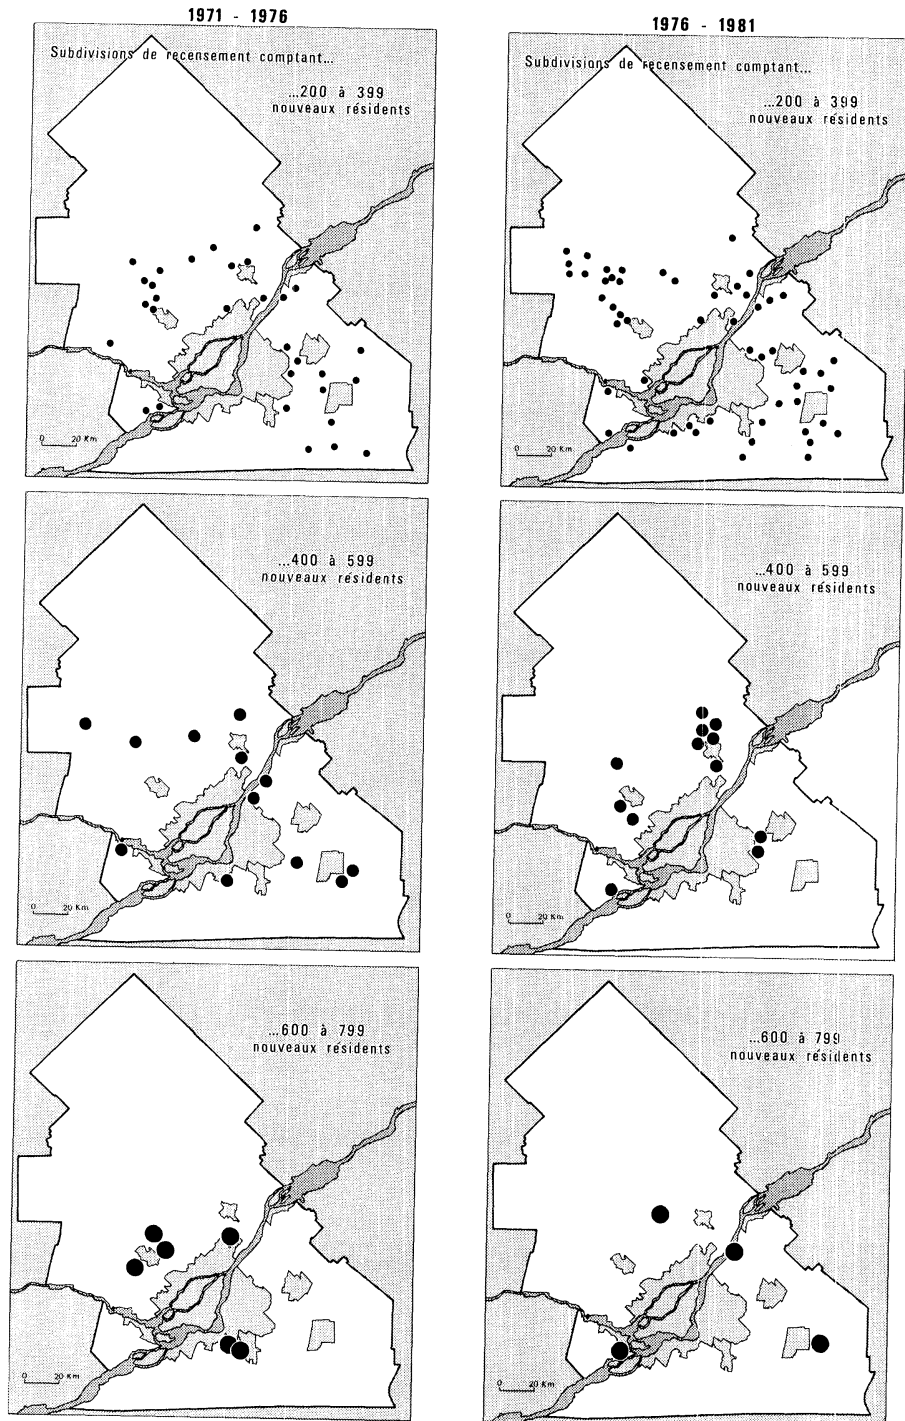 1971 - 1976
Subdivisions de recensement comptant...
...200 à 399
nouveaux résidents
0 20 Km
1976 - 1981
Subdivisions de recensement comptant...
...200 à 399
nouveaux résidents
0 20 Km
...400 à 599
nouveaux résidents
0 20 Km
...400 à 599
nouveaux résidents
0 20 Km
...600 à 799
nouveaux résidents
0 20 Km
...600 à 799
nouveaux résidents
0 20 Km